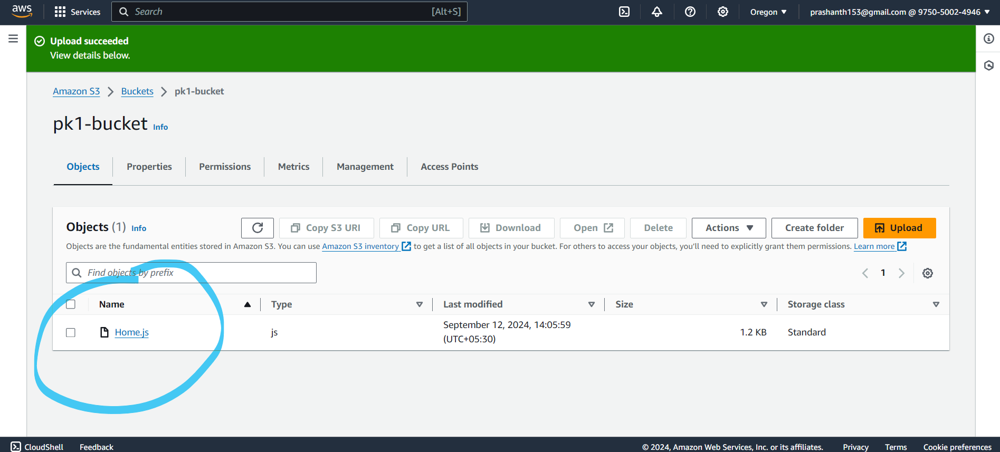 aws Services Search [Alt+S] Oregon ▼ prashanth153@gmail.com @ 9750-5002-4946 ▼
Upload succeeded
View details below.
Amazon S3 > Buckets > pk1-bucket
pk1-bucket Info
Objects Properties Permissions Metrics Management Access Points
Objects (1) Info Copy S3 URI Copy URL Download Open Delete Actions ▼ Create folder Upload
Objects are the fundamental entities stored in Amazon S3. You can use Amazon S3 inventory to get a list of all objects in your bucket. For others to access your objects, you'll need to explicitly grant them permissions. Learn more
Find objects by prefix < 1 >
Name Type Last modified Size Storage class
Home.js js September 12, 2024, 14:05:59 1.2 KB Standard
(UTC+05:30)
CloudShell Feedback © 2024, Amazon Web Services, Inc. or its affiliates. Privacy Terms Cookie preferences